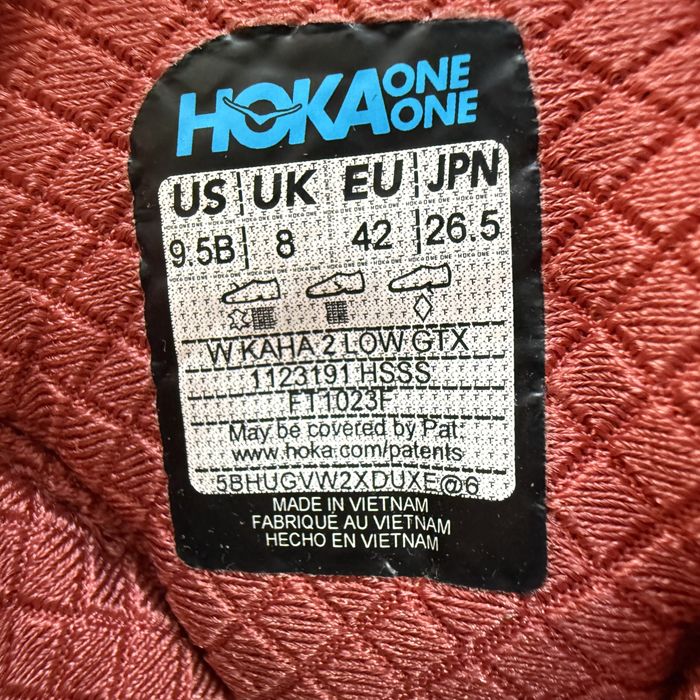 HOKA ONE ONE
US UK EU JPN
9.5B 8 42 26.5
W KAHA 2 LOW GTX
1123191 HSSS
FT1023F
May be covered by Pat:
www.hoka.com/patents
5BHUGVW2XDUXE@6
MADE IN VIETNAM
FABRIQUÉ AU VIETNAM
HECHO EN VIETNAM